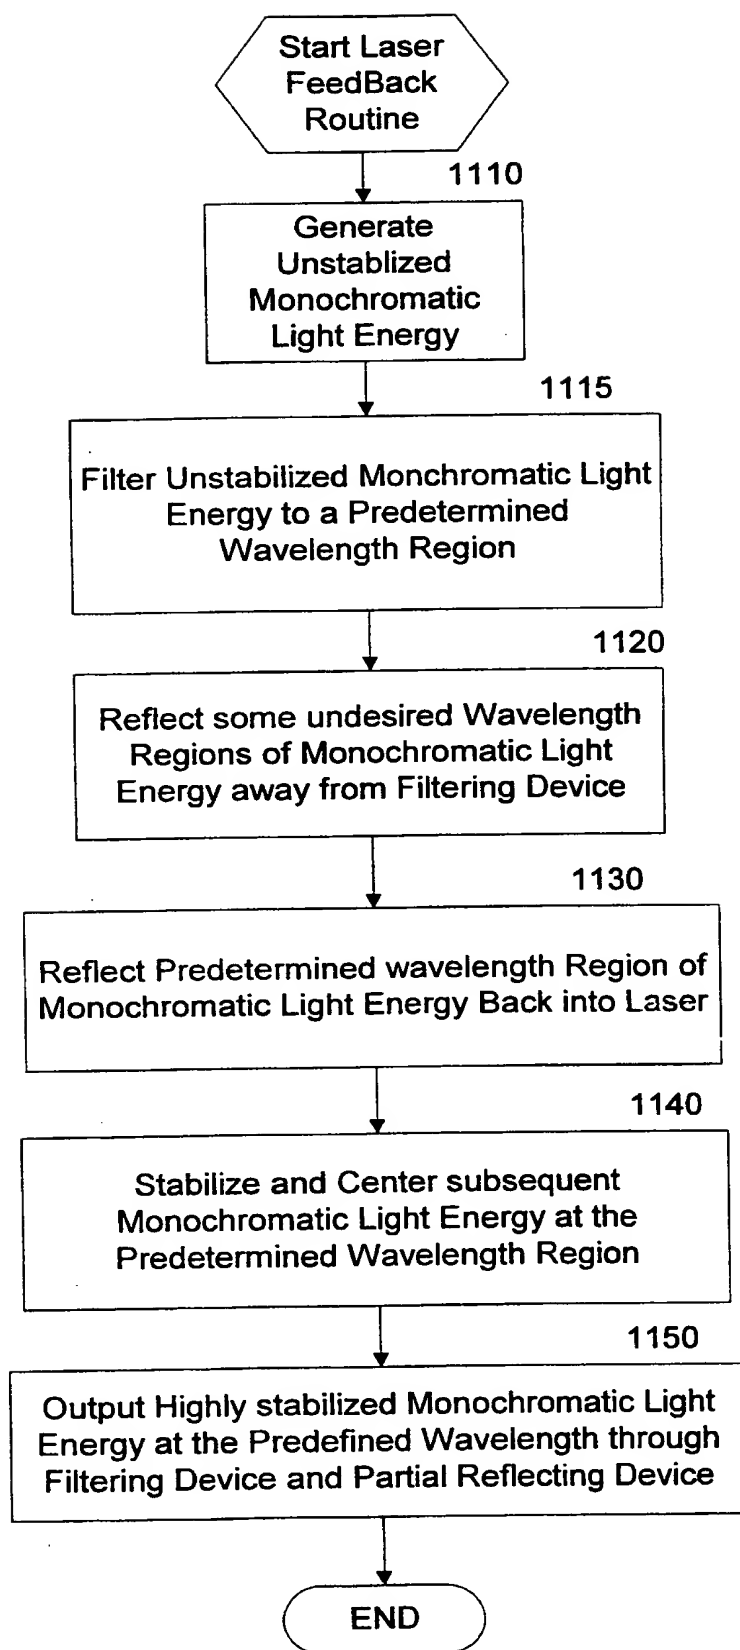 Start Laser
FeedBack
Routine
1110
Generate
Unstablized
Monochromatic
Light Energy
1115
Filter Unstabilized Monchromatic Light
Energy to a Predetermined
Wavelength Region
1120
Reflect some undesired Wavelength
Regions of Monochromatic Light
Energy away from Filtering Device
1130
Reflect Predetermined wavelength Region of
Monochromatic Light Energy Back into Laser
1140
Stabilize and Center subsequent
Monochromatic Light Energy at the
Predetermined Wavelength Region
1150
Output Highly stabilized Monochromatic Light
Energy at the Predefined Wavelength through
Filtering Device and Partial Reflecting Device
END